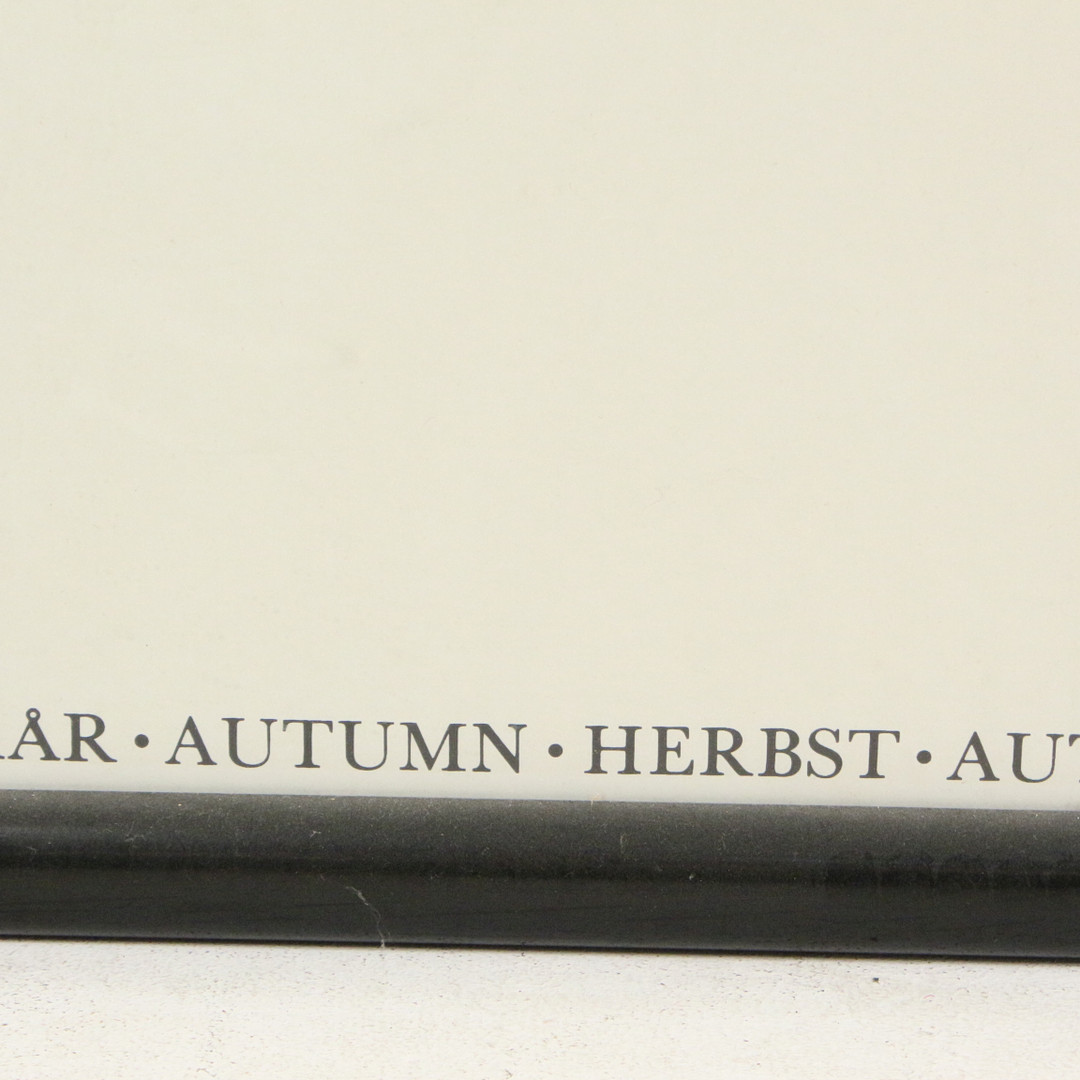 ÅR • AUTUMN • HERBST • AUT